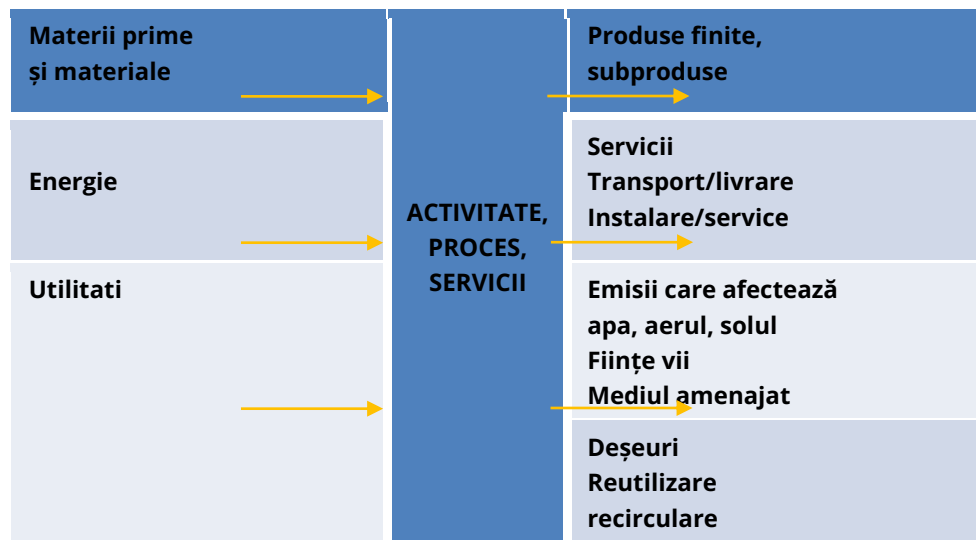 Materii prime
și materiale
Energie
Utilitati
ACTIVITATE,
PROCES,
SERVICII
Produse finite,
subproduse
Servicii
Transport/livrare
Instalare/service
Emisii care afectează
apa, aerul, solul
Ființe vii
Mediul amenajat
Deșeuri
Reutilizare
recirculare